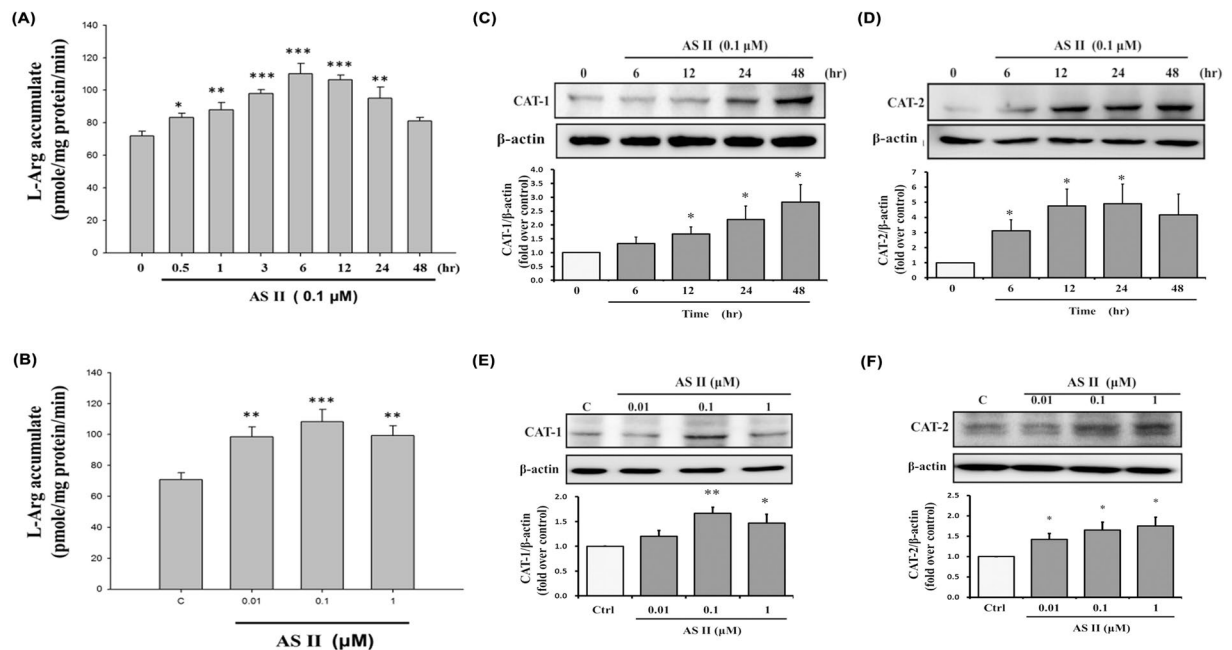 (A)
L-Arg accumulate
(pmole/mg protein/min)
140
120
100
80
60
40
20
0
* ** *** *** *** **
0 0.5 1 3 6 12 24 48 (hr)
AS II ( 0.1 μM)
(B)
L-Arg accumulate
(pmole/mg protein/min)
140
120
100
80
60
40
20
0
** *** **
C 0.01 0.1 1
AS II (μM)
(C)
AS II (0.1 μM)
0 6 12 24 48 (hr)
CAT-1
β-actin
CAT-1/β-actin
(fold over control)
4.0
3.5
3.0
2.5
2.0
1.5
1.0
0.5
0.0
* * *
0 6 12 24 48
Time (hr)
(D)
AS II (0.1 μM)
0 6 12 24 48 (hr)
CAT-2
β-actin
CAT-2/β-actin
(fold over control)
7
6
5
4
3
2
1
0
* * *
0 6 12 24 48
Time (hr)
(E)
AS II (μM)
C 0.01 0.1 1
CAT-1
β-actin
CAT-1/β-actin
(fold over control)
2.0
1.5
1.0
0.5
0.0
** *
Ctrl 0.01 0.1 1
AS II (μM)
(F)
AS II (μM)
C 0.01 0.1 1
CAT-2
β-actin
CAT-2/β-actin
(fold over control)
2.5
2.0
1.5
1.0
0.5
0.0
* * *
Ctrl 0.01 0.1 1
AS II (μM)